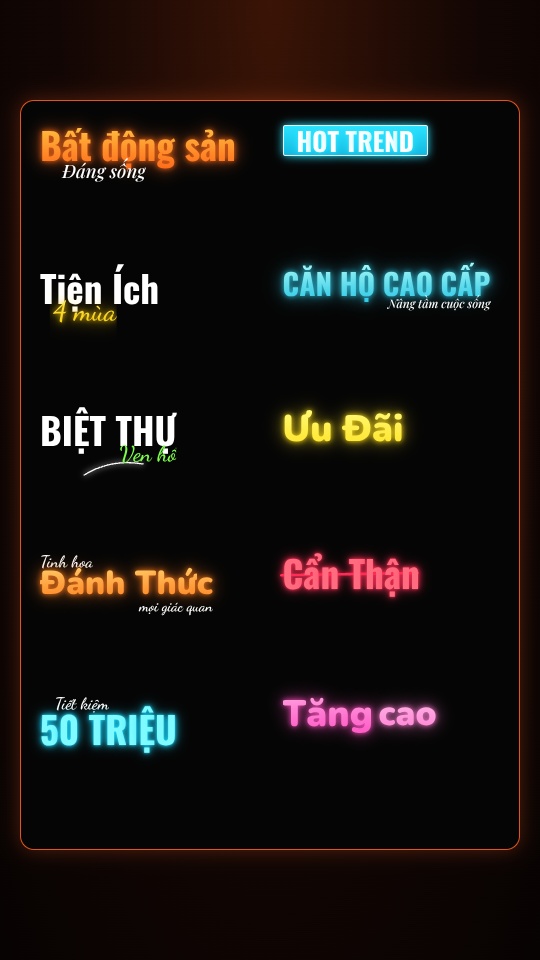 Bất động sản
Đáng sống
HOT TREND
Tiện Ích
4 mùa
CĂN HỘ CAO CẤP
Nâng tầm cuộc sống
BIỆT THỰ
Ven hồ
Ưu Đãi
Tinh hoa
Đánh Thức
mọi giác quan
Cẩn Thận
Tiết kiệm
50 TRIỆU
Tăng cao